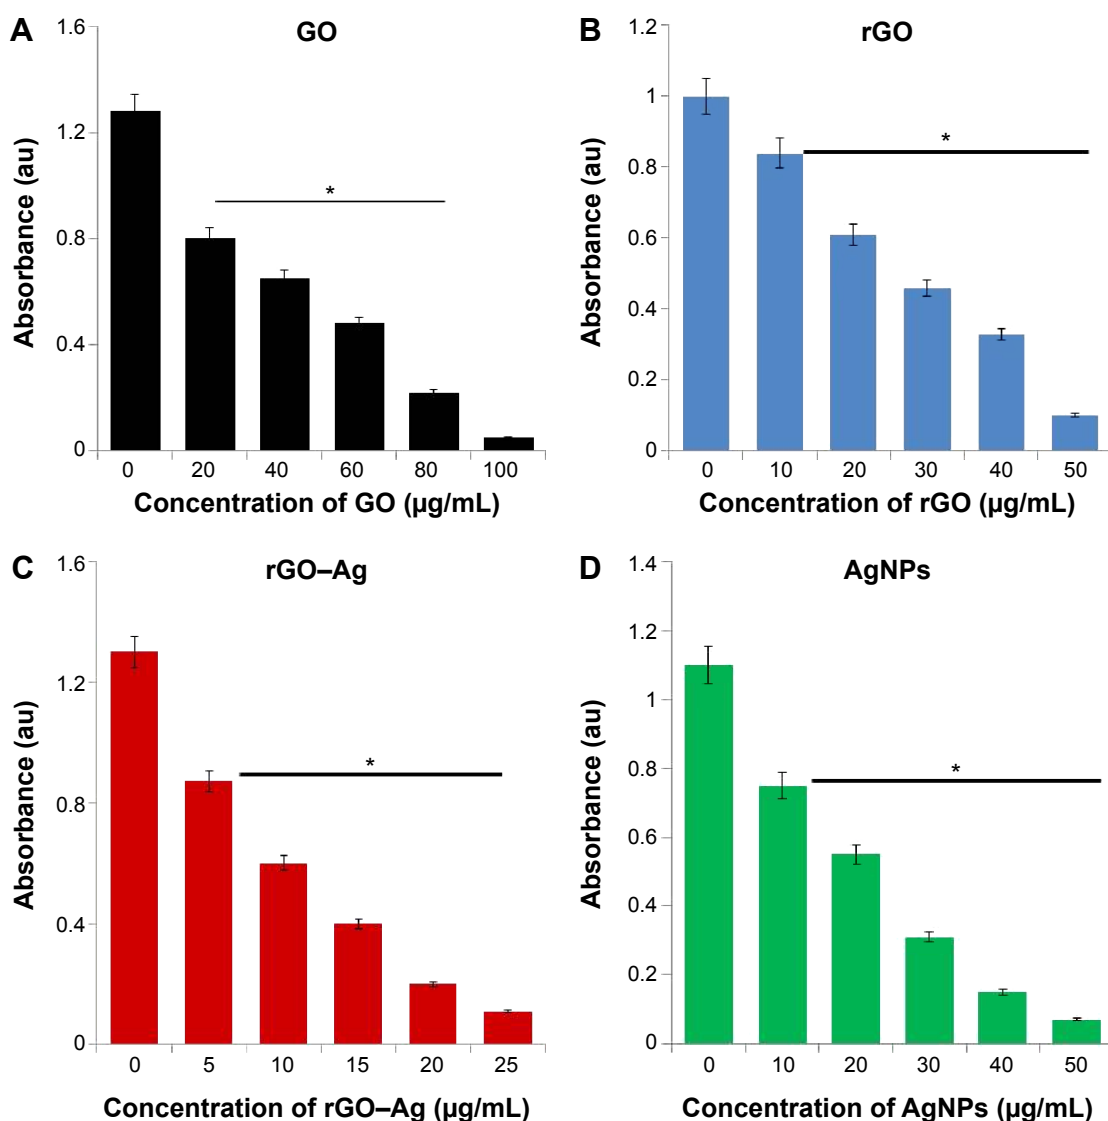 A
GO
1.6
1.2
0.8
0.4
0
Absorbance (au)
*
0 20 40 60 80 100
Concentration of GO (µg/mL)
B
rGO
1.2
1
0.8
0.6
0.4
0.2
0
Absorbance (au)
*
0 10 20 30 40 50
Concentration of rGO (µg/mL)
C
rGO–Ag
1.6
1.2
0.8
0.4
0
Absorbance (au)
*
0 5 10 15 20 25
Concentration of rGO–Ag (µg/mL)
D
AgNPs
1.4
1.2
1
0.8
0.6
0.4
0.2
0
Absorbance (au)
*
0 10 20 30 40 50
Concentration of AgNPs (µg/mL)